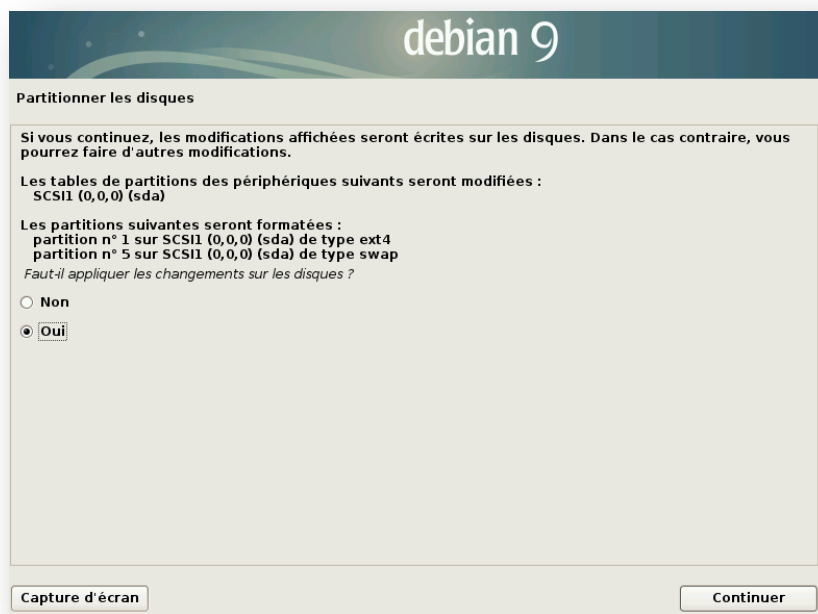 debian 9
Partitionner les disques
Si vous continuez, les modifications affichées seront écrites sur les disques. Dans le cas contraire, vous
pourrez faire d'autres modifications.
Les tables de partitions des périphériques suivants seront modifiées :
SCSI1 (0,0,0) (sda)
Les partitions suivantes seront formatées :
partition n° 1 sur SCSI1 (0,0,0) (sda) de type ext4
partition n° 5 sur SCSI1 (0,0,0) (sda) de type swap
Faut-il appliquer les changements sur les disques ?
Non
Oui
Capture d'écran
Continuer